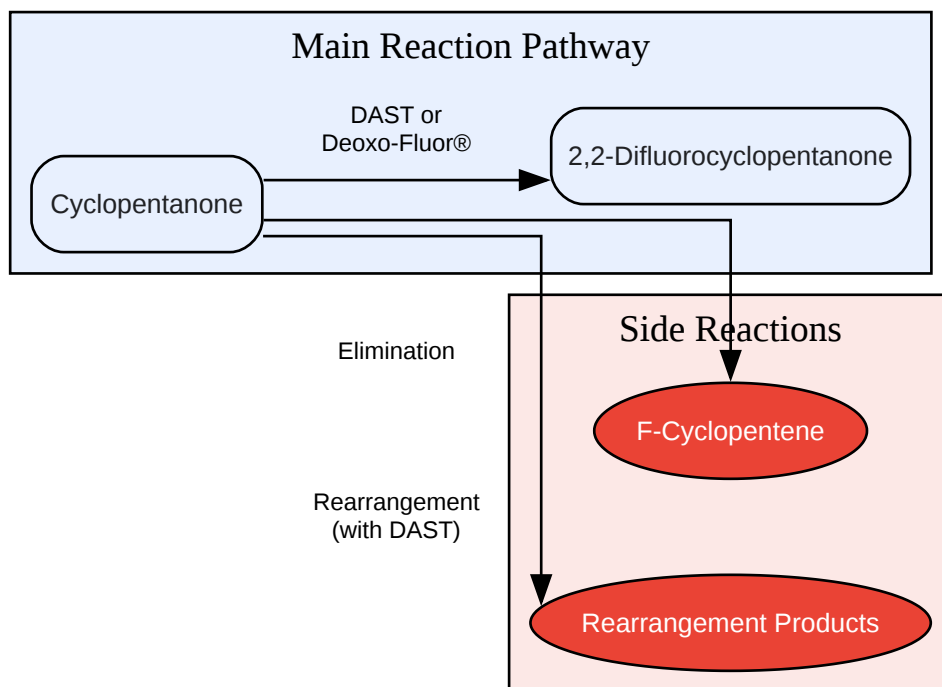 Main Reaction Pathway
DAST or
Deoxo-Fluor®
2,2-Difluorocyclopentanone
Cyclopentanone
Side Reactions
Elimination
F-Cyclopentene
Rearrangement
(with DAST)
Rearrangement Products